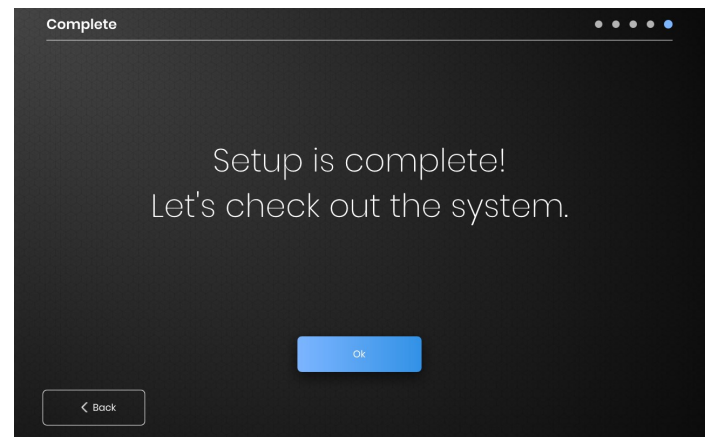 Complete
Setup is complete!
Let's check out the system.
Ok
Back